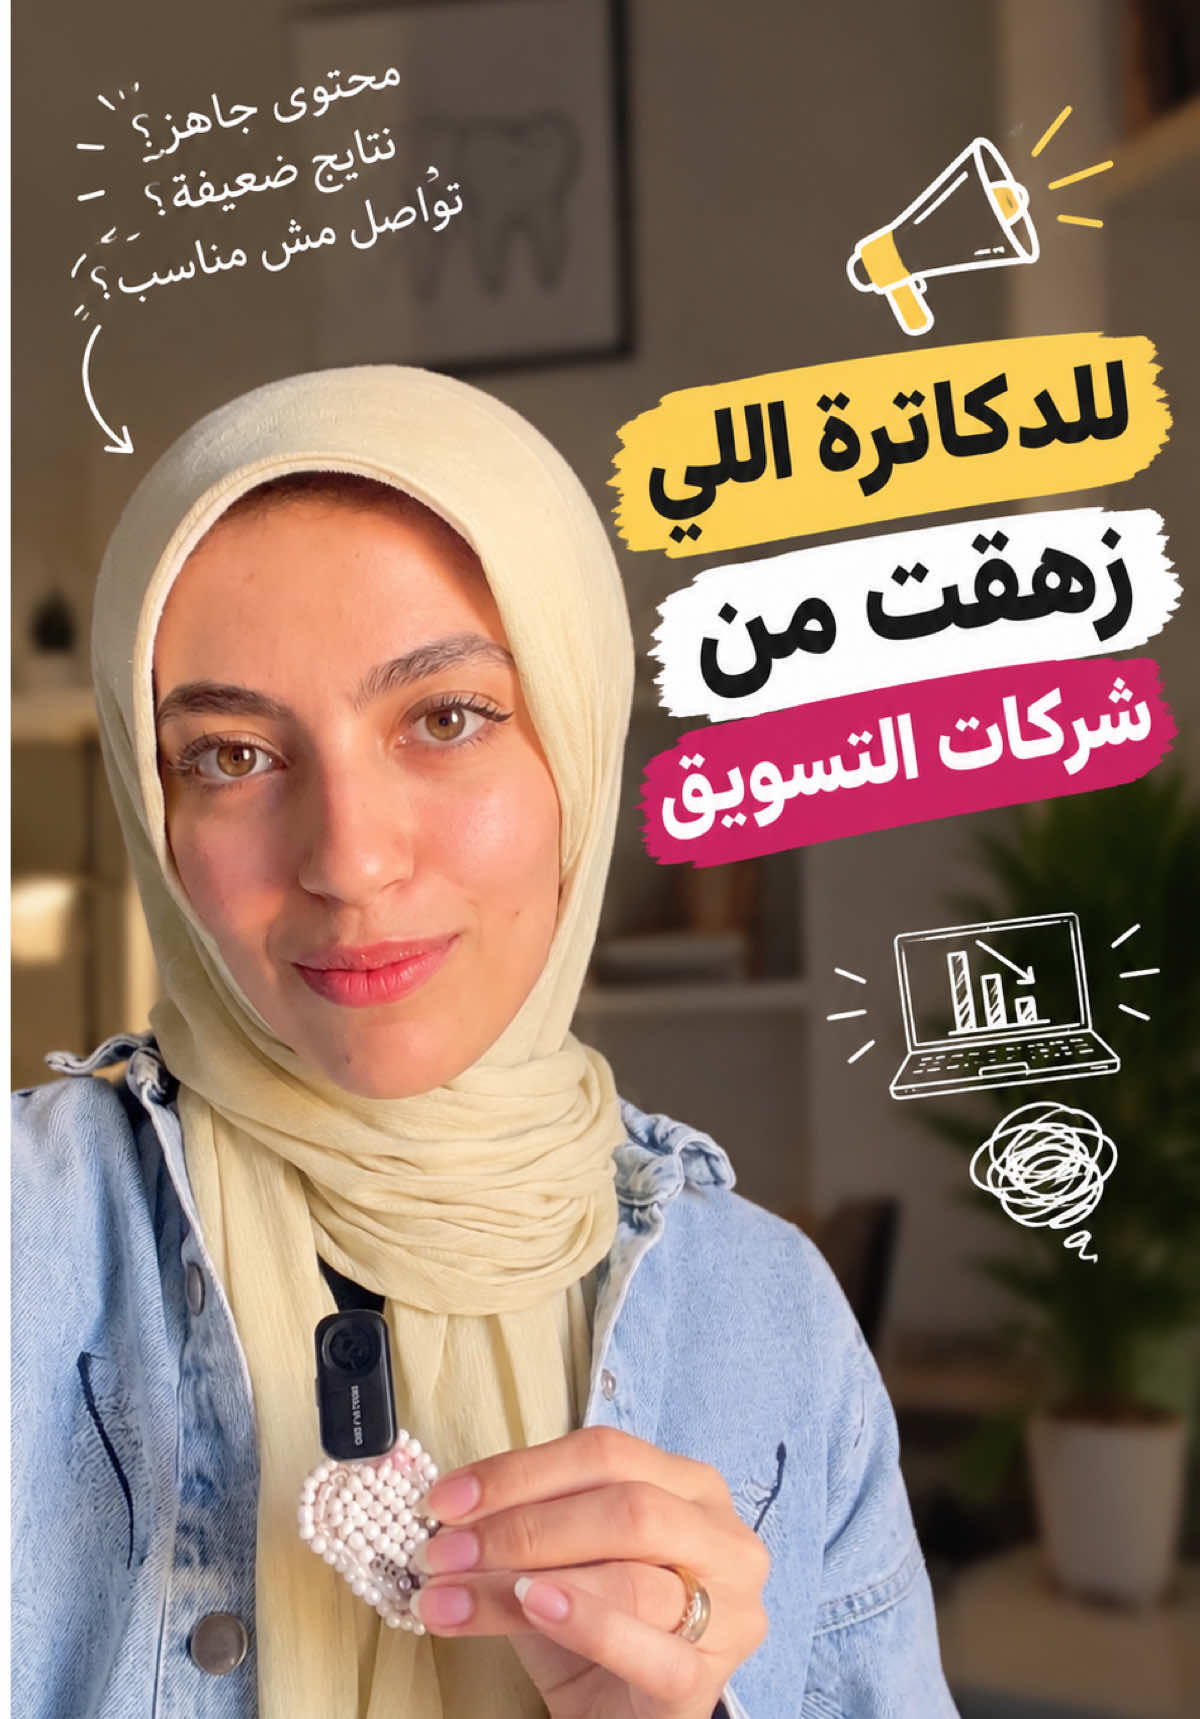 محتوى جاهز؟
نتايج ضعيفة؟
تواصل مش مناسب؟
للدكاترة اللي
زهقت من
شركات التسويق